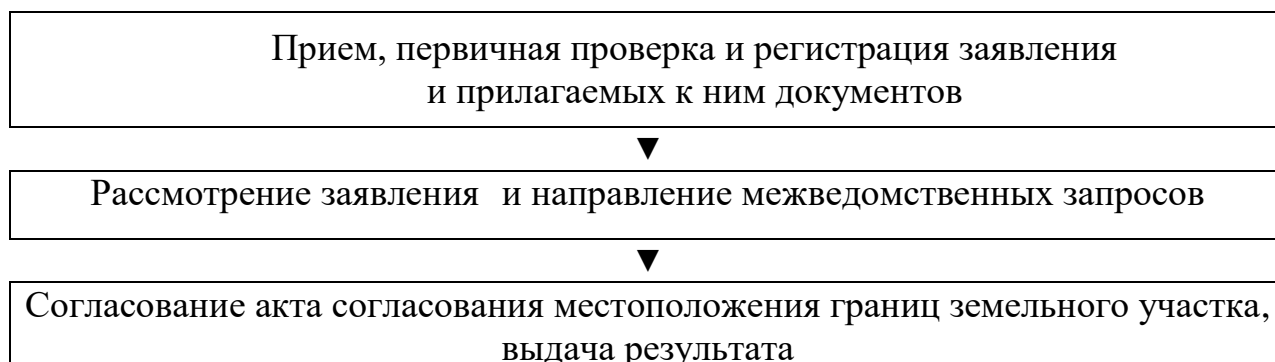 Прием, первичная проверка и регистрация заявления
и прилагаемых к ним документов
▼
Рассмотрение заявления и направление межведомственных запросов
▼
Согласование акта согласования местоположения границ земельного участка,
выдача результата